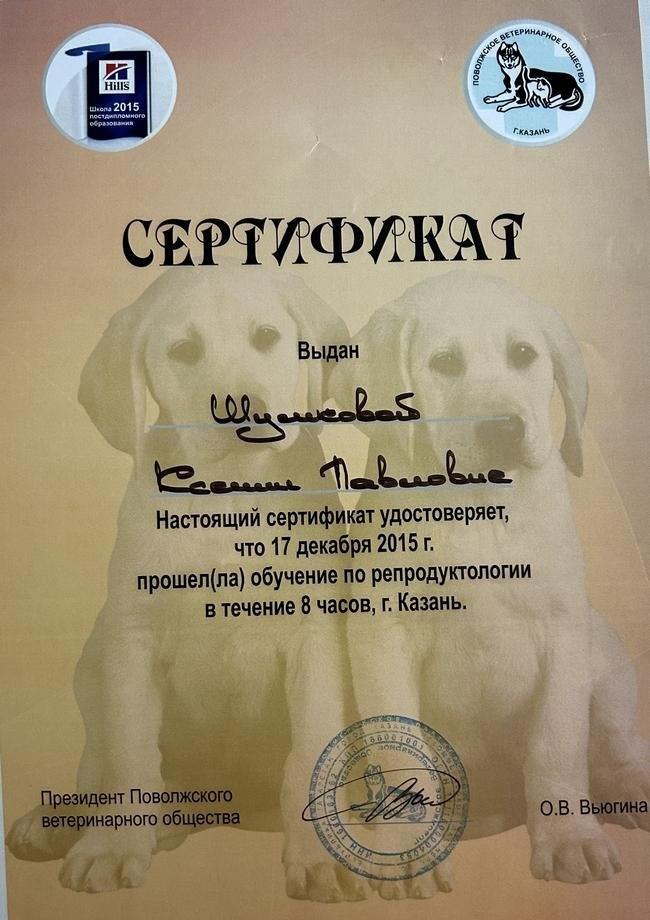 Hill's
Школа 2015
постдипломного
образования
ПОВОЛЖСКОЕ ВЕТЕРИНАРНОЕ ОБЩЕСТВО
Г.КАЗАНЬ
СЕРТИФИКАТ
Выдан
Шумковой
Ксении Павловне
Настоящий сертификат удостоверяет,
что 17 декабря 2015 г.
прошел(ла) обучение по репродуктологии
в течение 8 часов, г. Казань.
Президент Поволжского
ветеринарного общества
О.В. Вьюгина